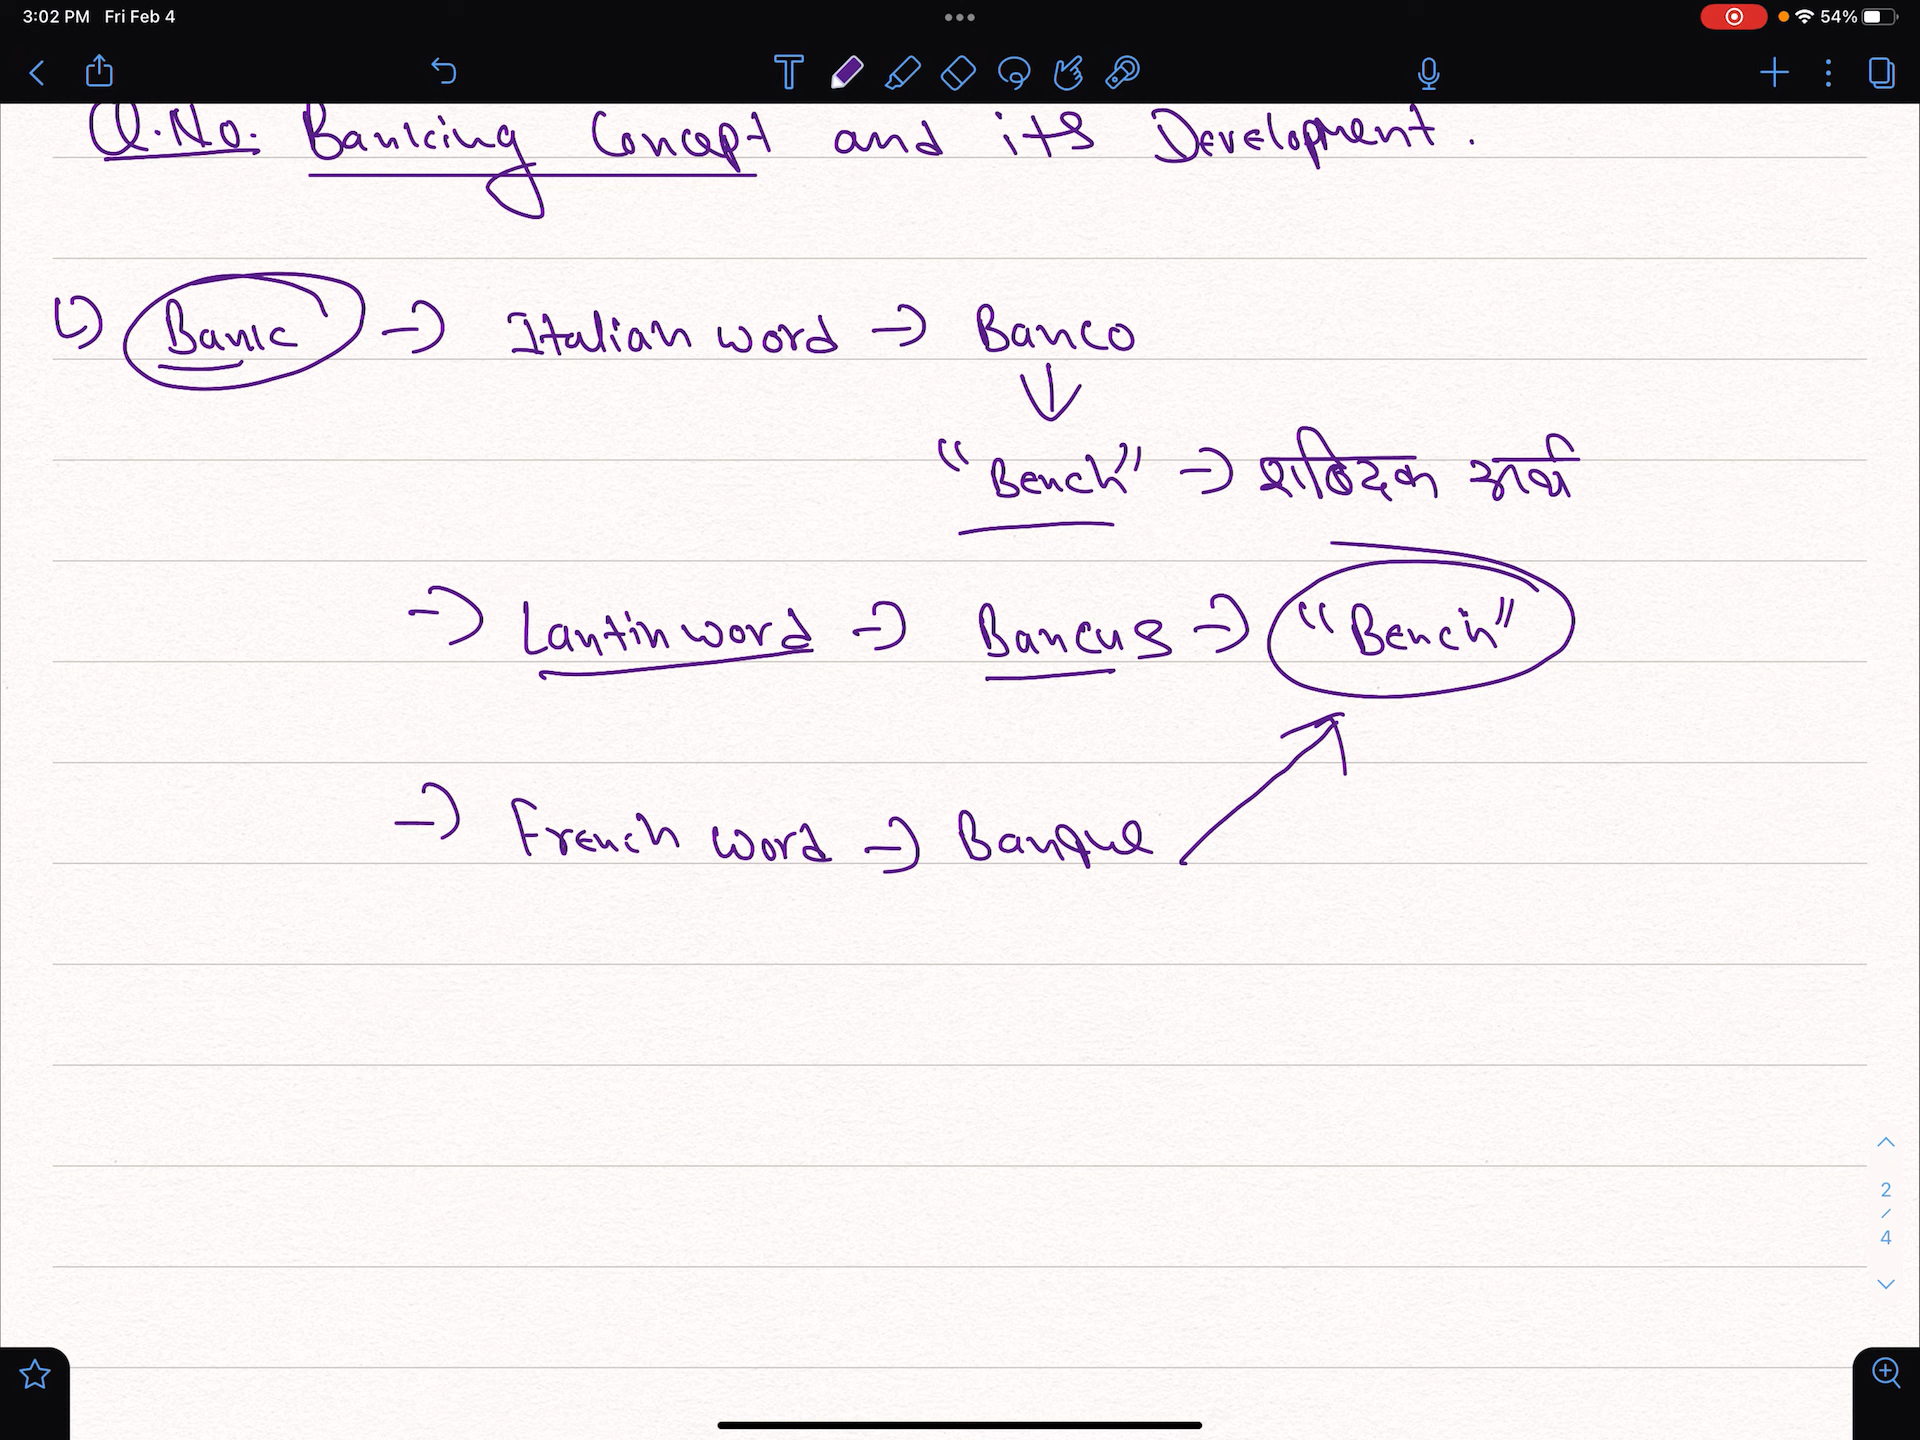 3:02 PM Fri Feb 4
54%
Q.No. Banking Concept and its Development.
1) Bank → Italian word → Banco
↓
"Bench" → शाब्दिक अर्थ
→ Lantin word → Bancus → "Bench"
→ French word → Banque
2
/
4